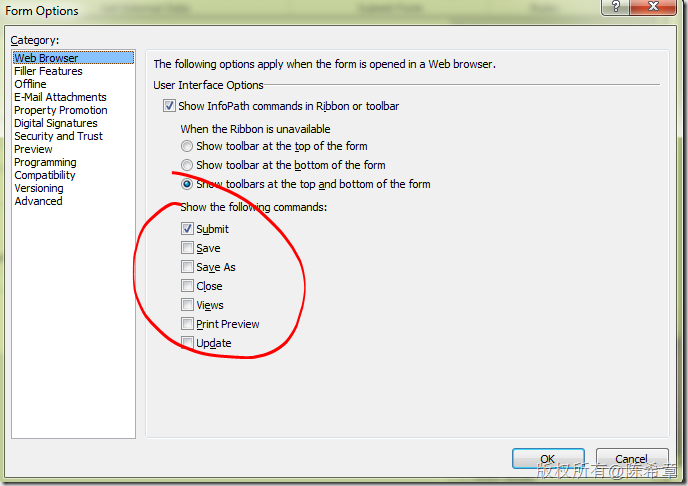 Form Options
Category:
Web Browser
Filler Features
Offline
E-Mail Attachments
Property Promotion
Digital Signatures
Security and Trust
Preview
Programming
Compatibility
Versioning
Advanced
The following options apply when the form is opened in a Web browser.
User Interface Options
Show InfoPath commands in Ribbon or toolbar
When the Ribbon is unavailable
Show toolbar at the top of the form
Show toolbar at the bottom of the form
Show toolbars at the top and bottom of the form
Show the following commands:
Submit
Save
Save As
Close
Views
Print Preview
Update
OK
Cancel
版权所有@陈希章